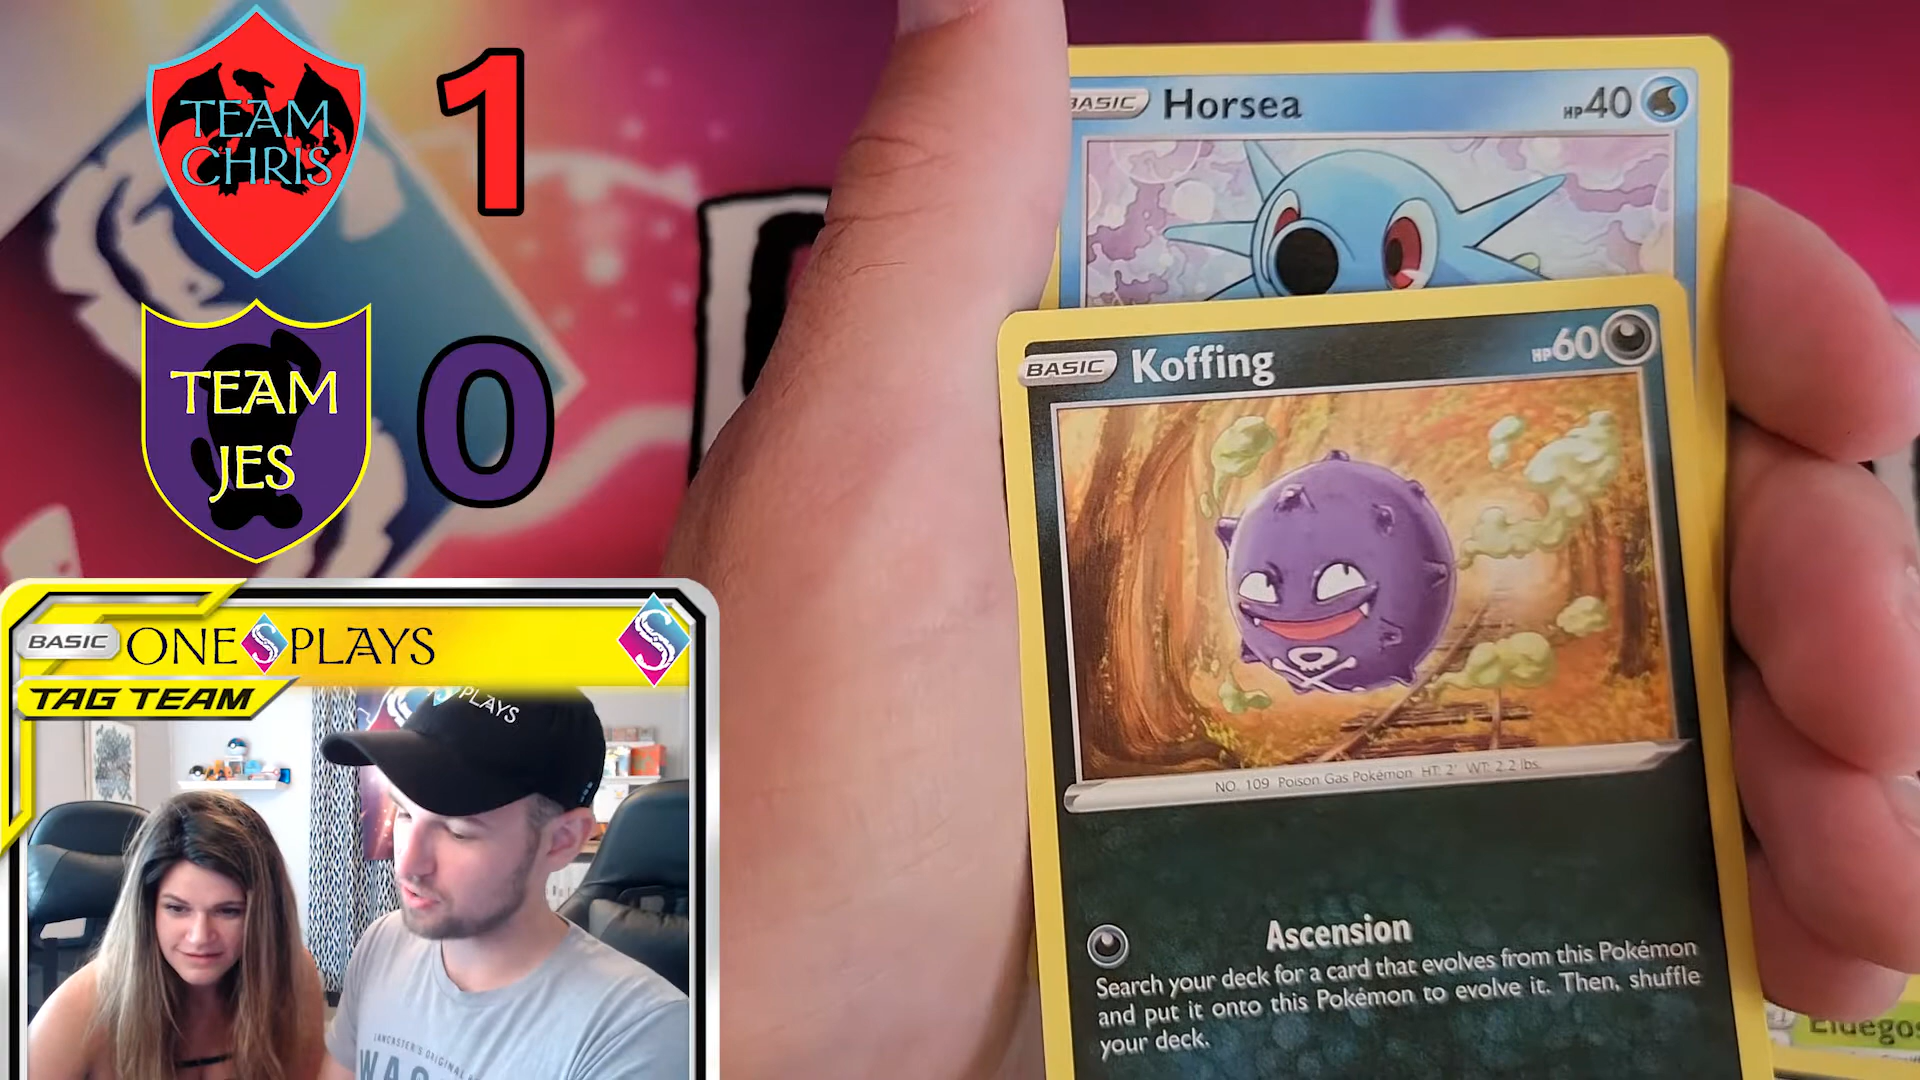 TEAM
CHRIS
1
TEAM
JES
0
BASIC ONE S PLAYS
S
TAG TEAM
PLAYS
LANCASTER'S ORIGINAL
BASIC Horsea HP40
BASIC Koffing HP60
NO. 109 Poison Gas Pokémon HT: 2' WT: 2.2 lbs.
Ascension
Search your deck for a card that evolves from this Pokémon
and put it onto this Pokémon to evolve it. Then, shuffle
your deck.